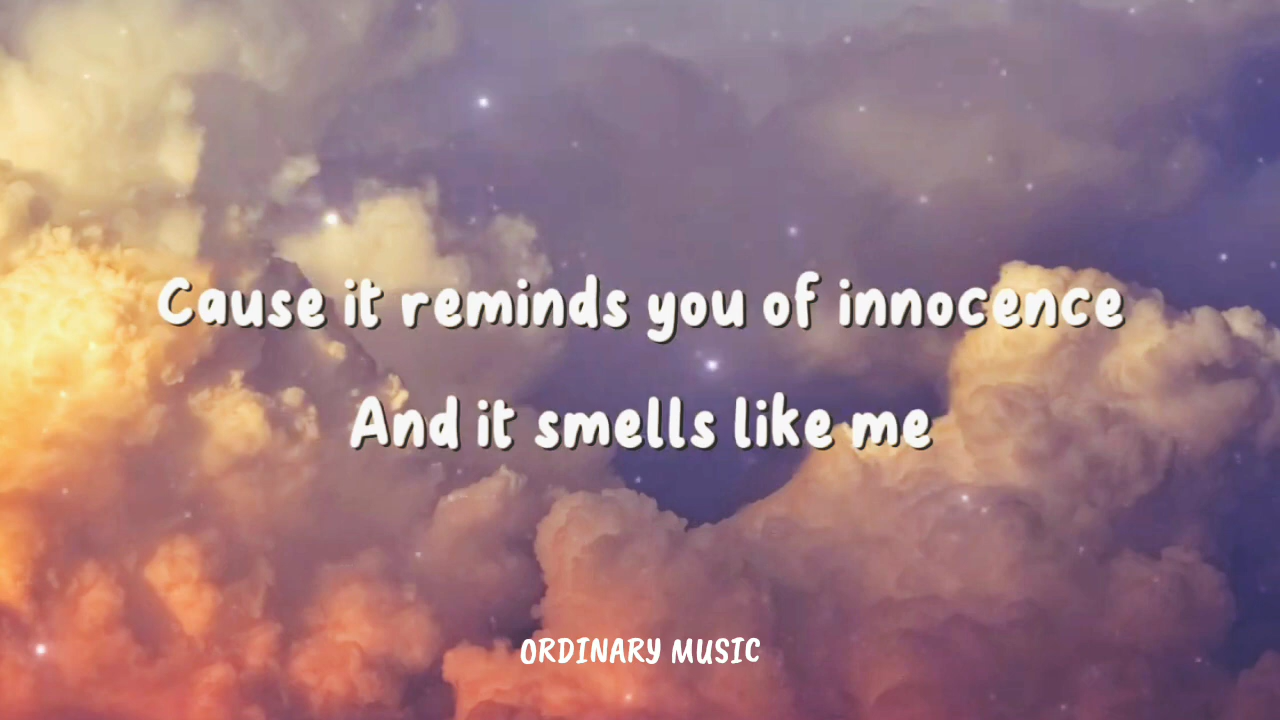 Cause it reminds you of innocence
And it smells like me
ORDINARY MUSIC